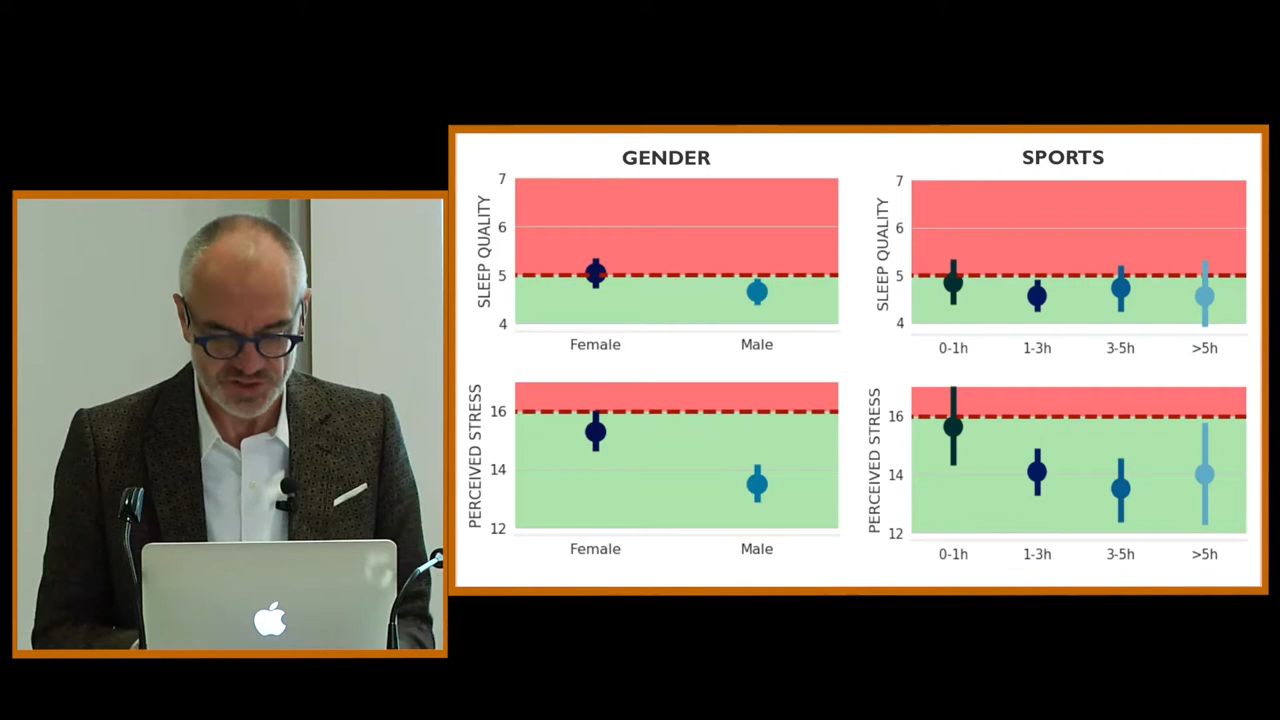 GENDER
SLEEP QUALITY
7
6
5
4
Female Male
PERCEIVED STRESS
16
14
12
Female Male
SPORTS
SLEEP QUALITY
7
6
5
4
0-1h 1-3h 3-5h >5h
PERCEIVED STRESS
16
14
12
0-1h 1-3h 3-5h >5h